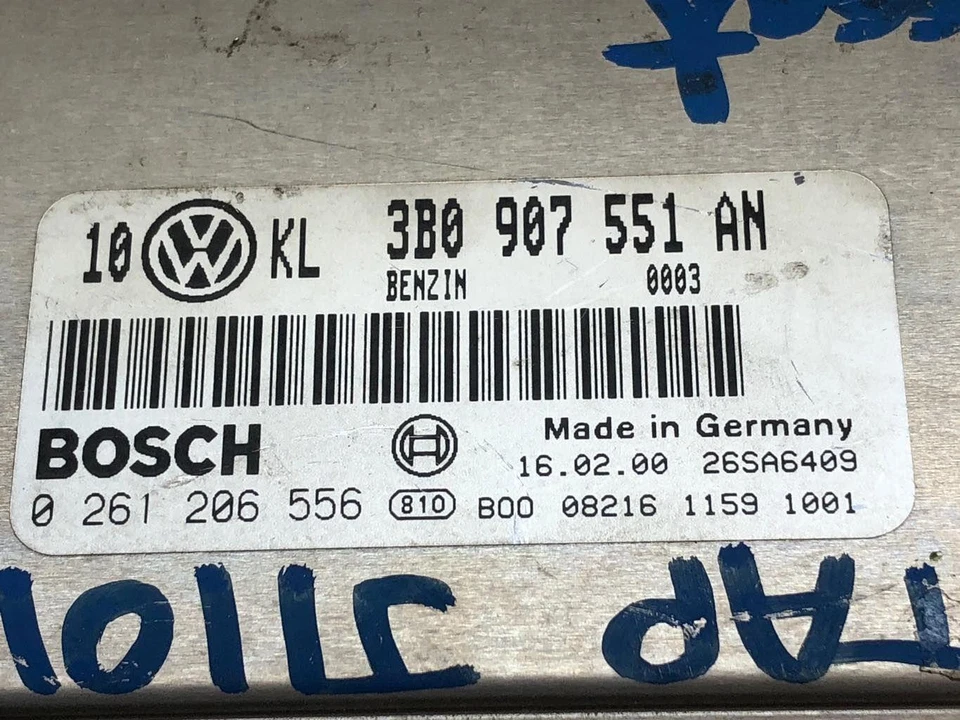 10 VW KL 3B0 907 551 AN
BENZIN 0003
BOSCH Made in Germany
16.02.00 26SA6409
0 261 206 556 810 B00 08216 1159 1001